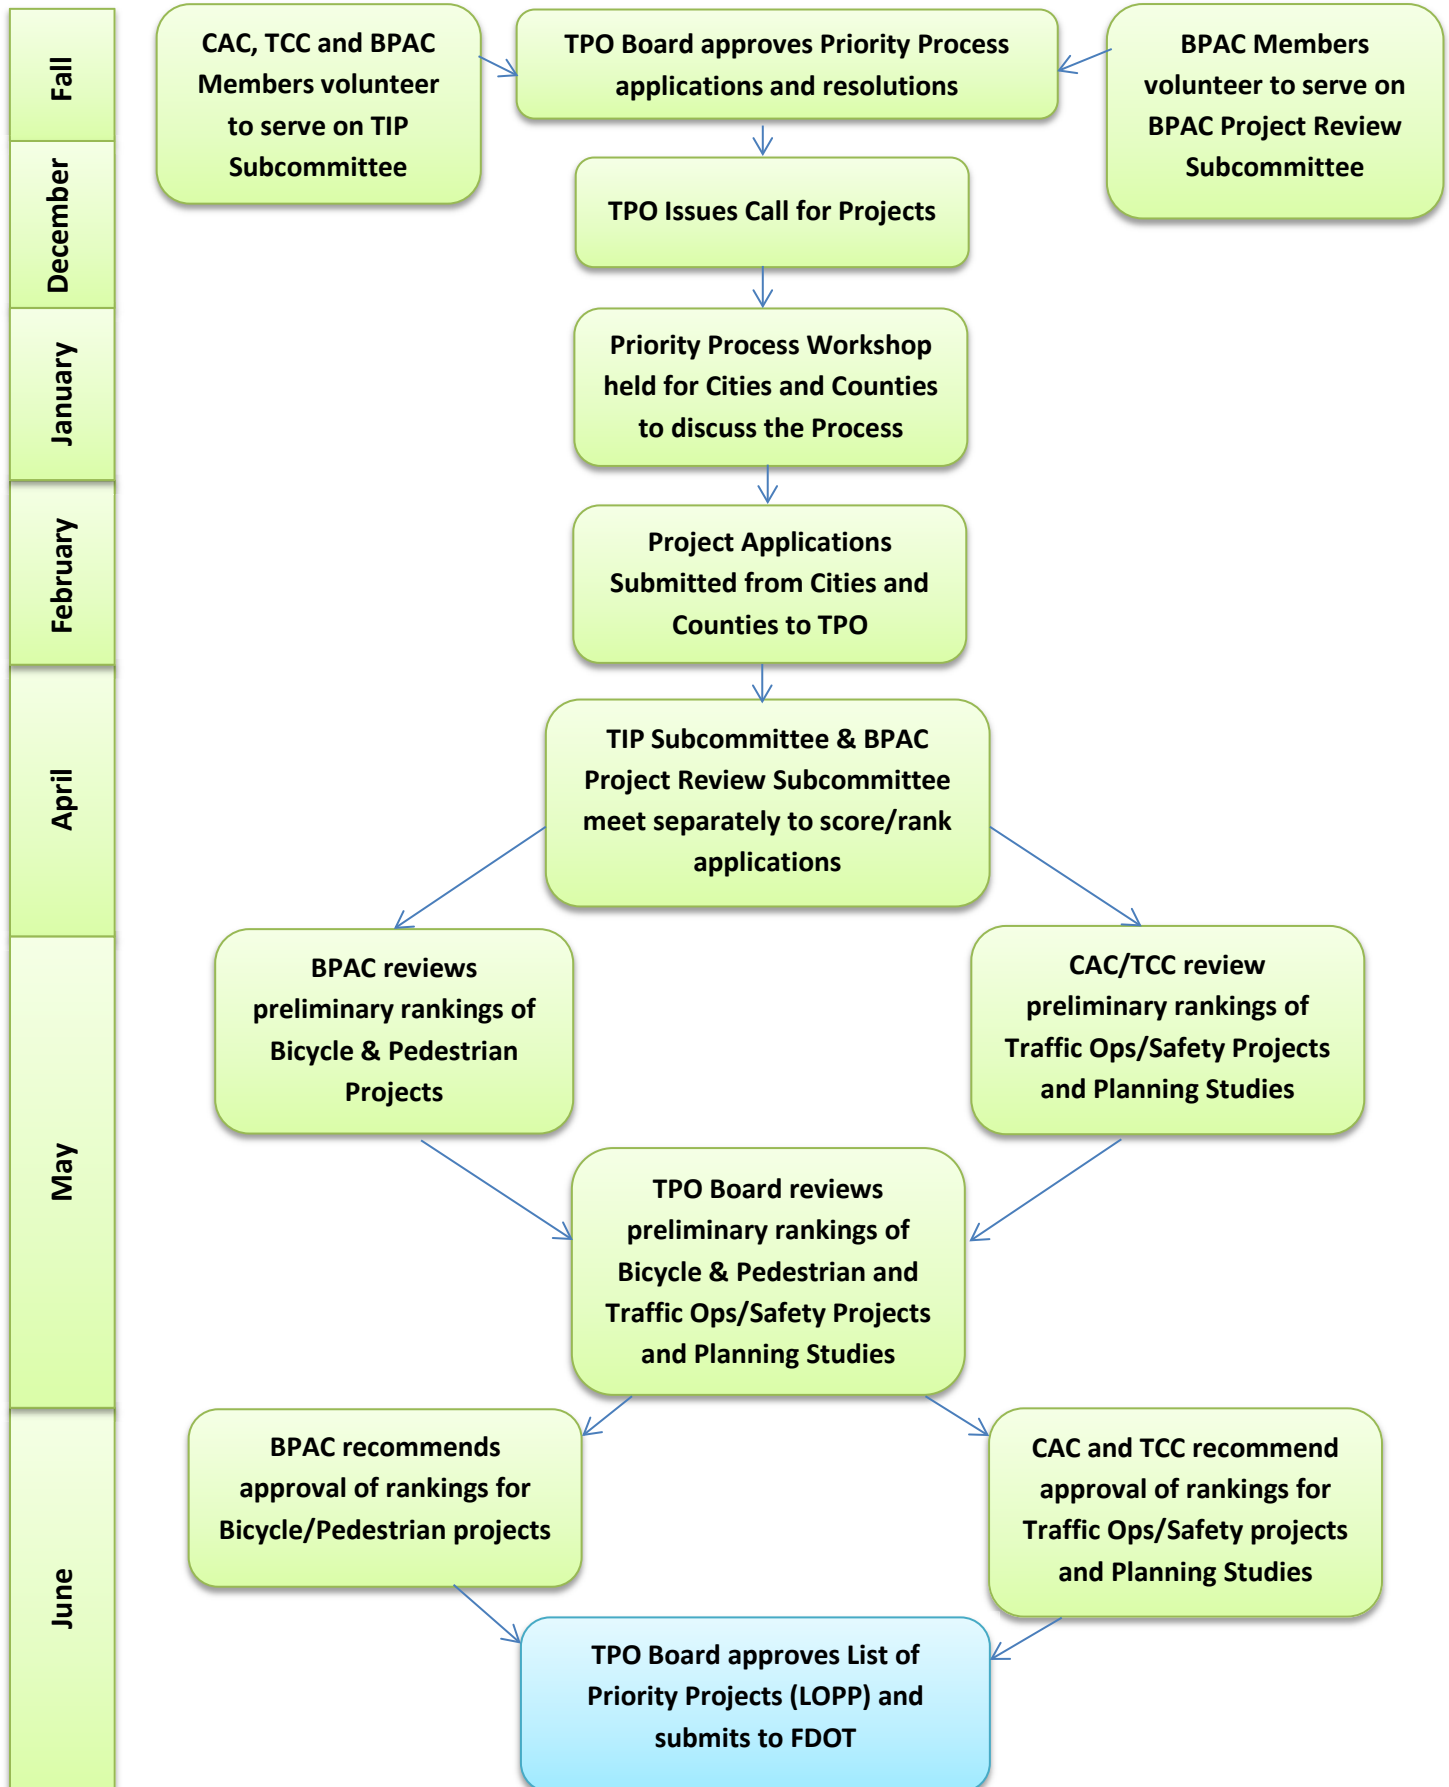 Fall
CAC, TCC and BPAC
Members volunteer
to serve on TIP
Subcommittee
TPO Board approves Priority Process
applications and resolutions
BPAC Members
volunteer to serve on
BPAC Project Review
Subcommittee
December
TPO Issues Call for Projects
January
Priority Process Workshop
held for Cities and Counties
to discuss the Process
February
Project Applications
Submitted from Cities and
Counties to TPO
April
TIP Subcommittee & BPAC
Project Review Subcommittee
meet separately to score/rank
applications
May
BPAC reviews
preliminary rankings of
Bicycle & Pedestrian
Projects
CAC/TCC review
preliminary rankings of
Traffic Ops/Safety Projects
and Planning Studies
TPO Board reviews
preliminary rankings of
Bicycle & Pedestrian and
Traffic Ops/Safety Projects
and Planning Studies
June
BPAC recommends
approval of rankings for
Bicycle/Pedestrian projects
CAC and TCC recommend
approval of rankings for
Traffic Ops/Safety projects
and Planning Studies
TPO Board approves List of
Priority Projects (LOPP) and
submits to FDOT